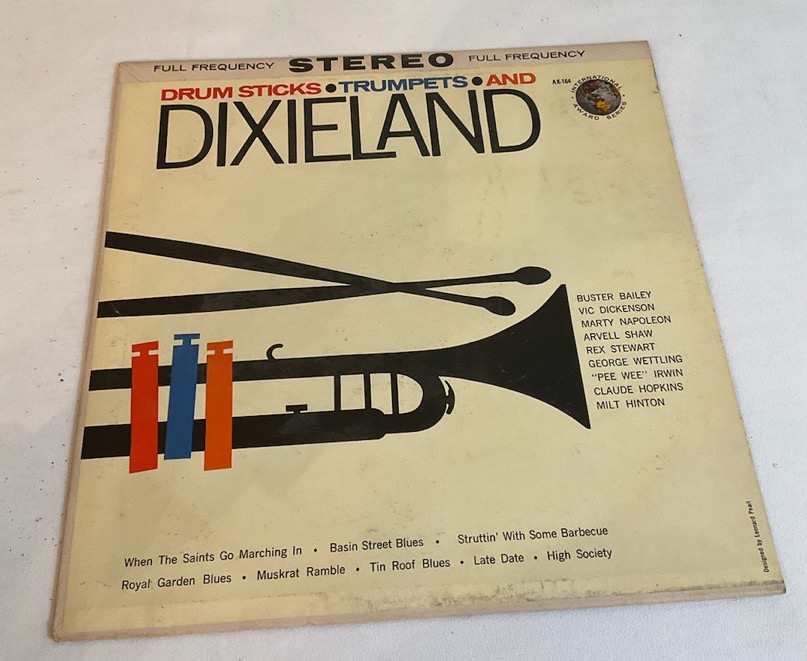 FULL FREQUENCY STEREO FULL FREQUENCY
DRUM STICKS • TRUMPETS • AND
DIXIELAND
AK-164
• INTERNATIONAL •
AWARD SERIES
BUSTER BAILEY
VIC DICKENSON
MARTY NAPOLEON
ARVELL SHAW
REX STEWART
GEORGE WETTLING
"PEE WEE" IRWIN
CLAUDE HOPKINS
MILT HINTON
When The Saints Go Marching In • Basin Street Blues • Struttin' With Some Barbecue
Royal Garden Blues • Muskrat Ramble • Tin Roof Blues • Late Date • High Society
Designed by Leonard Pearl